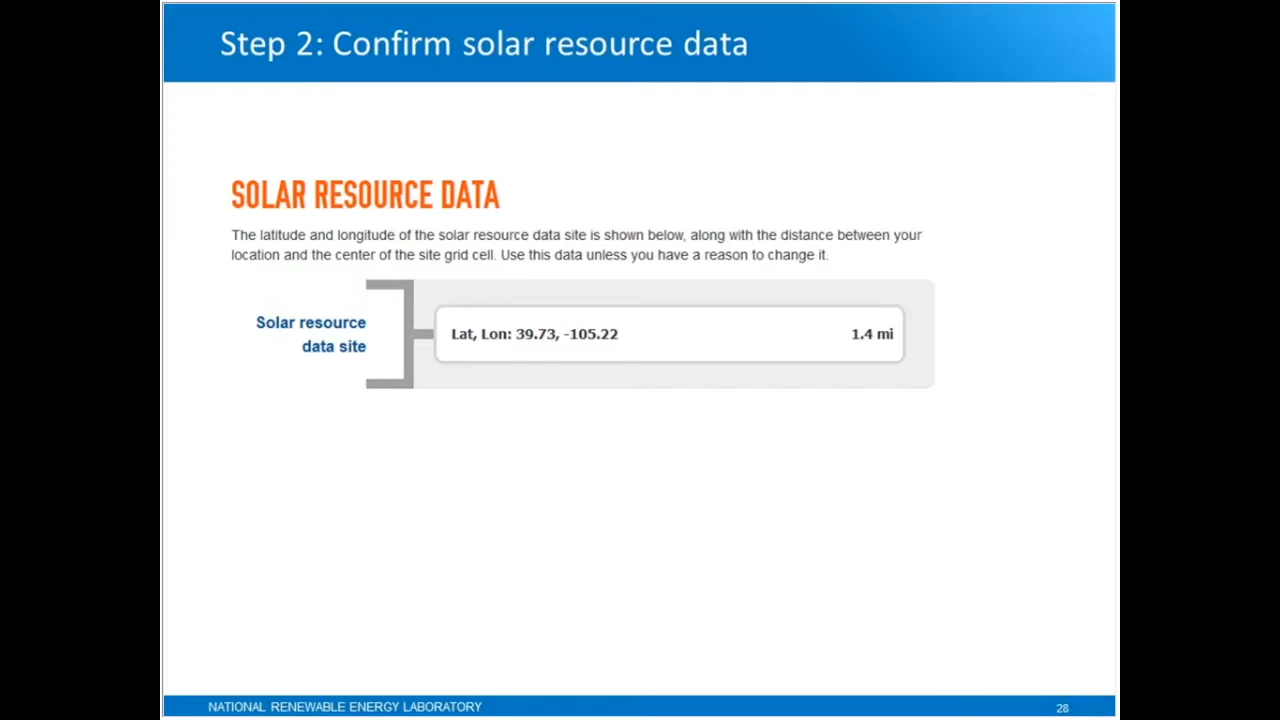 Step 2: Confirm solar resource data
SOLAR RESOURCE DATA
The latitude and longitude of the solar resource data site is shown below, along with the distance between your
location and the center of the site grid cell. Use this data unless you have a reason to change it.
Solar resource
data site
Lat, Lon: 39.73, -105.22 1.4 mi
NATIONAL RENEWABLE ENERGY LABORATORY 28